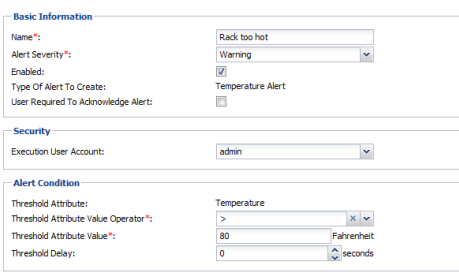 Basic Information
Name*: Rack too hot
Alert Severity*: Warning
Enabled:
Type Of Alert To Create: Temperature Alert
User Required To Acknowledge Alert:
Security
Execution User Account: admin
Alert Condition
Threshold Attribute: Temperature
Threshold Attribute Value Operator*: >
Threshold Attribute Value*: 80 Fahrenheit
Threshold Delay: 0 seconds